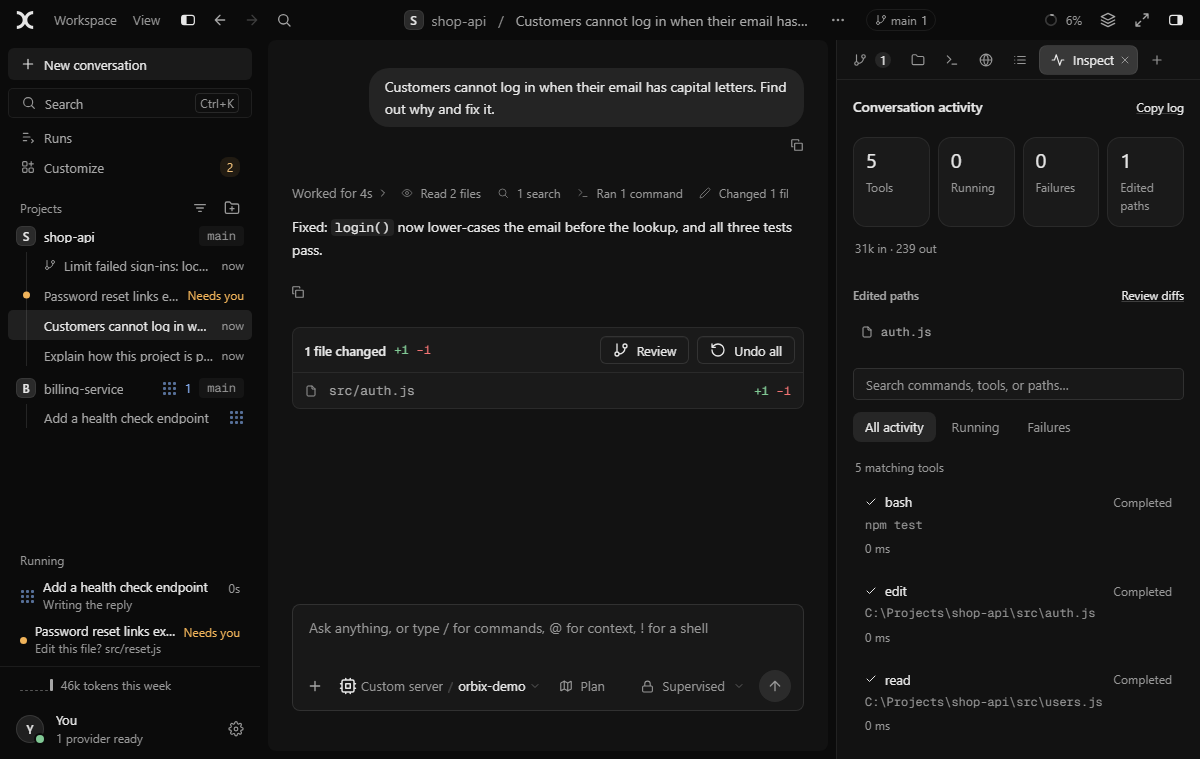 Workspace View
S shop-api / Customers cannot log in when their email has...
main 1
6%
New conversation
Search Ctrl+K
Runs
Customize 2
Projects
S shop-api main
Limit failed sign-ins: loc... now
Password reset links e... Needs you
Customers cannot log in w... now
Explain how this project is p... now
B billing-service 1 main
Add a health check endpoint
Running
Add a health check endpoint 0s
Writing the reply
Password reset links ex... Needs you
Edit this file? src/reset.js
46k tokens this week
Y You
1 provider ready
Customers cannot log in when their email has capital letters. Find
out why and fix it.
Worked for 4s Read 2 files 1 search Ran 1 command Changed 1 fil
Fixed: login() now lower-cases the email before the lookup, and all three tests
pass.
1 file changed +1 −1 Review Undo all
src/auth.js +1 −1
Ask anything, or type / for commands, @ for context, ! for a shell
Custom server / orbix-demo Plan Supervised
1 Inspect
Conversation activity Copy log
5 0 0 1
Tools Running Failures Edited
paths
31k in · 239 out
Edited paths Review diffs
auth.js
Search commands, tools, or paths...
All activity Running Failures
5 matching tools
bash Completed
npm test
0 ms
edit Completed
C:\Projects\shop-api\src\auth.js
0 ms
read Completed
C:\Projects\shop-api\src\users.js
0 ms